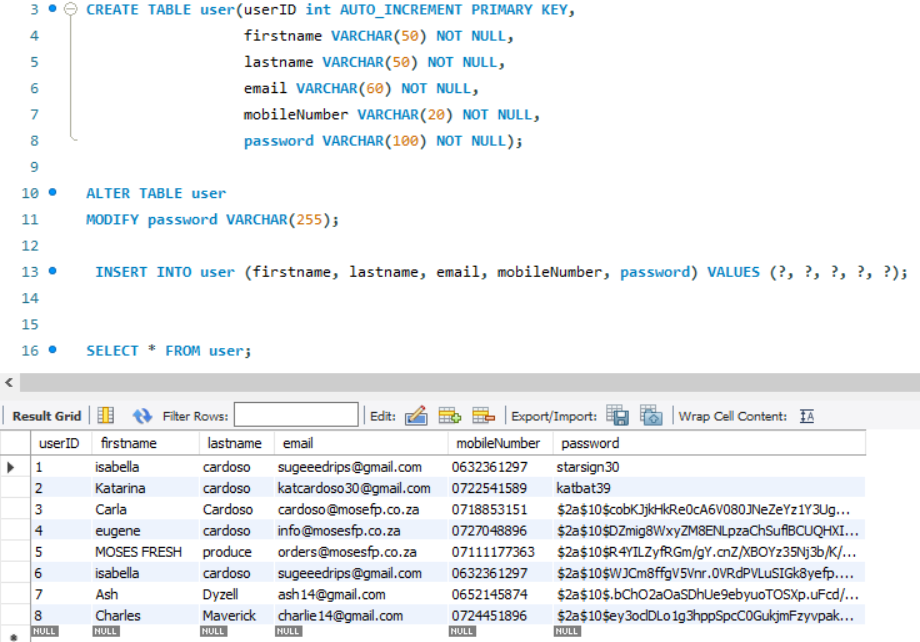 3 CREATE TABLE user(userID int AUTO_INCREMENT PRIMARY KEY,
4 firstname VARCHAR(50) NOT NULL,
5 lastname VARCHAR(50) NOT NULL,
6 email VARCHAR(60) NOT NULL,
7 mobileNumber VARCHAR(20) NOT NULL,
8 password VARCHAR(100) NOT NULL);
9
10 ALTER TABLE user
11 MODIFY password VARCHAR(255);
12
13 INSERT INTO user (firstname, lastname, email, mobileNumber, password) VALUES (?, ?, ?, ?, ?);
14
15
16 SELECT * FROM user;
Result Grid Filter Rows: Edit: Export/Import: Wrap Cell Content: IA
userID firstname lastname email mobileNumber password
1 isabella cardoso sugeeedrips@gmail.com 0632361297 starsign30
2 Katarina cardoso katcardoso30@gmail.com 0722541589 katbat39
3 Carla Cardoso cardoso@mosefp.co.za 0718853151 $2a$10$cobKJjkHkRe0cA6V080JNeZeYz1Y3Ug...
4 eugene cardoso info@mosesfp.co.za 0727048896 $2a$10$DZmig8WxyZM8ENLpzaChSuflBCUQHXI...
5 MOSES FRESH produce orders@mosesfp.co.za 07111177363 $2a$10$R4YILZyfRGm/gY.cnZ/XBOYz35Nj3b/K/...
6 isabella cardoso sugeeedrips@gmail.com 0632361297 $2a$10$WJCm8ffgV5Vnr.0VRdPVLuSIGk8yefp....
7 Ash Dyzell ash14@gmail.com 0652145874 $2a$10$.bChO2aOaSDhUe9ebyuoTOSXp.uFcd/...
8 Charles Maverick charlie14@gmail.com 0724451896 $2a$10$ey3oclDLo1g3hppSpcC0GukjmFzyvpak...
NULL NULL NULL NULL NULL NULL